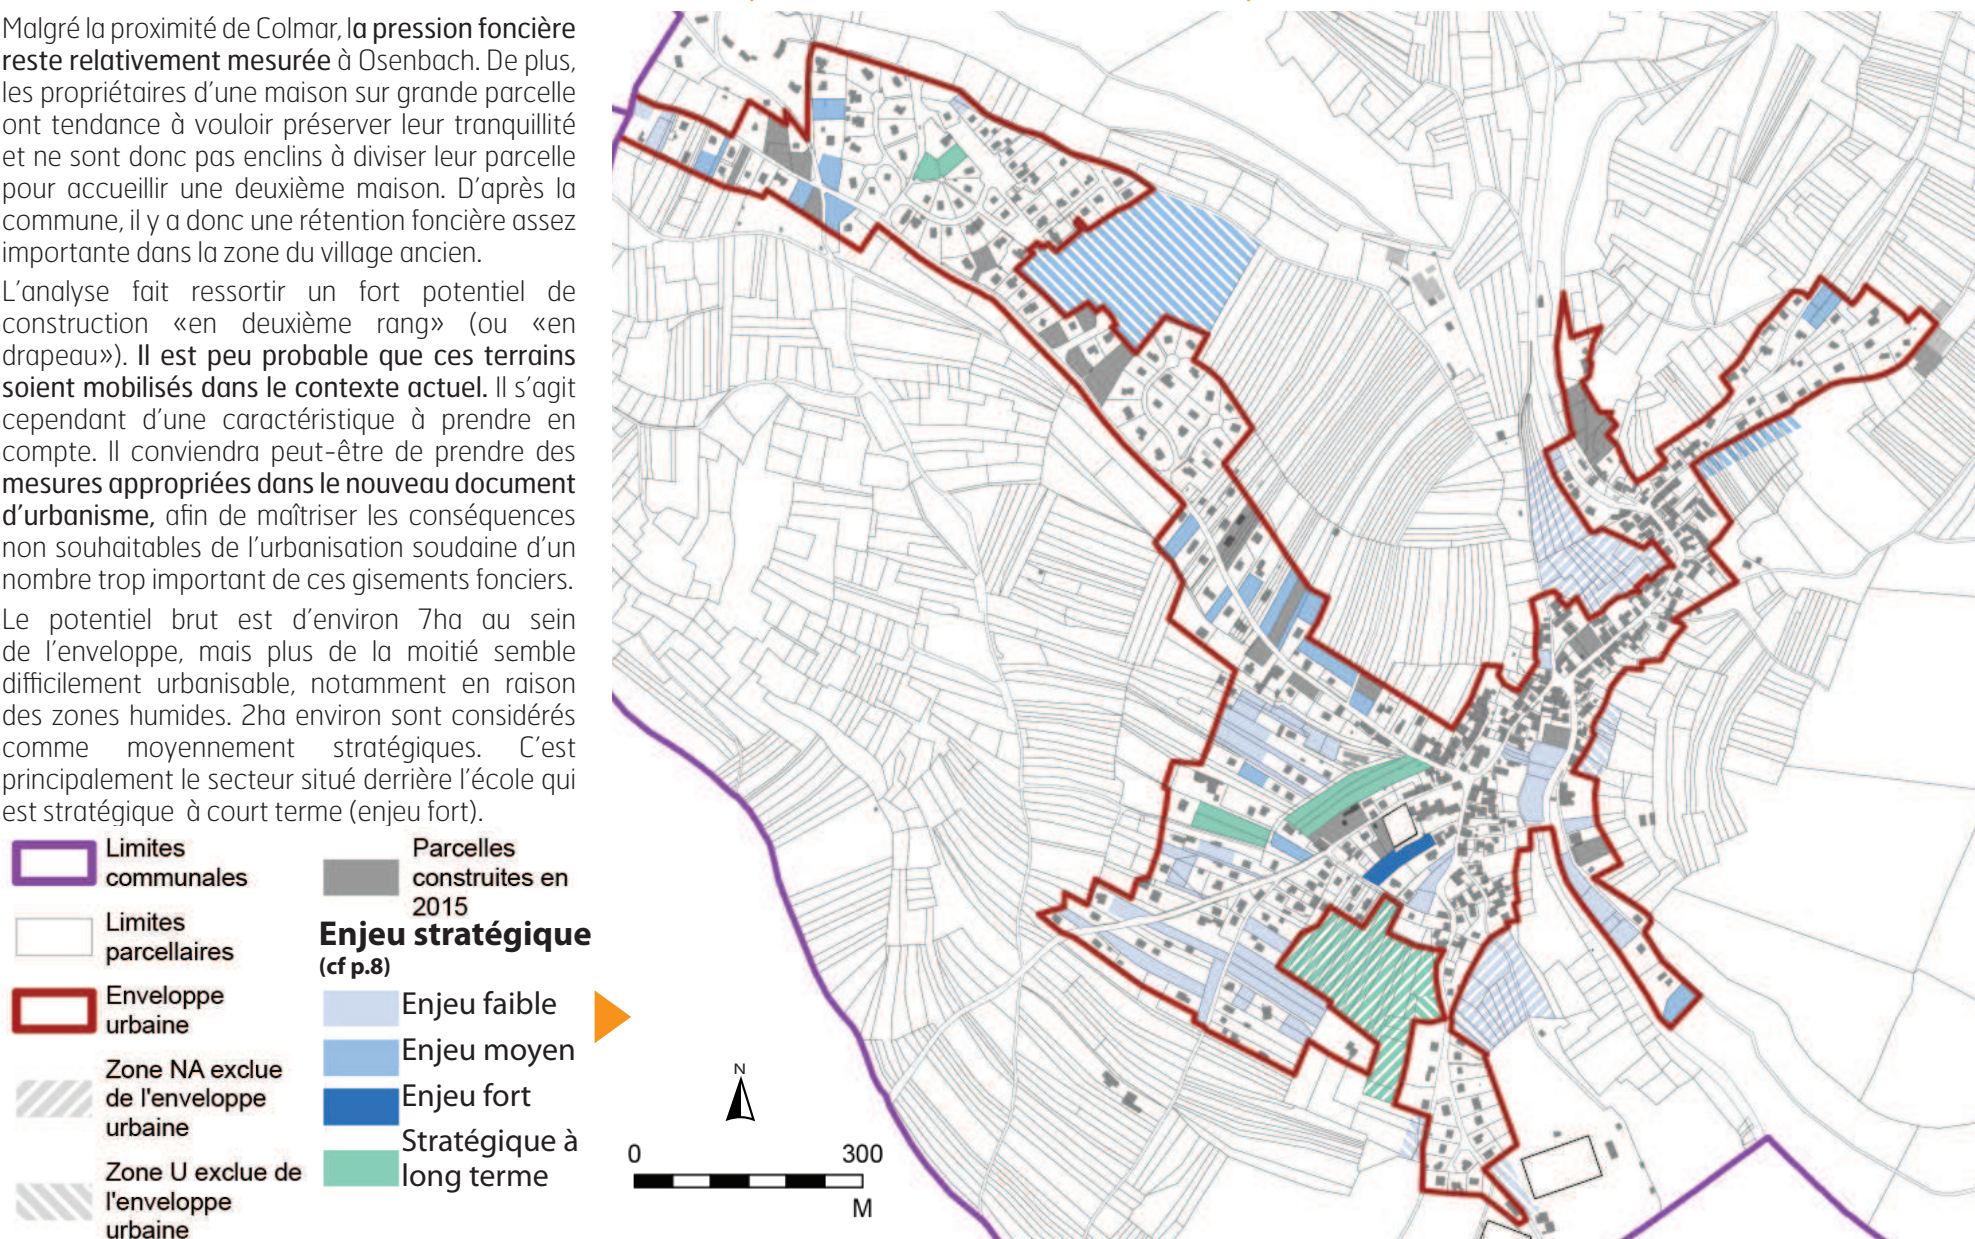 Malgré la proximité de Colmar, la pression foncière
reste relativement mesurée à Osenbach. De plus,
les propriétaires d'une maison sur grande parcelle
ont tendance à vouloir préserver leur tranquillité
et ne sont donc pas enclins à diviser leur parcelle
pour accueillir une deuxième maison. D'après la
commune, il y a donc une rétention foncière assez
importante dans la zone du village ancien.
L'analyse fait ressortir un fort potentiel de
construction «en deuxième rang» (ou «en
drapeau»). Il est peu probable que ces terrains
soient mobilisés dans le contexte actuel. Il s'agit
cependant d'une caractéristique à prendre en
compte. Il conviendra peut-être de prendre des
mesures appropriées dans le nouveau document
d'urbanisme, afin de maîtriser les conséquences
non souhaitables de l'urbanisation soudaine d'un
nombre trop important de ces gisements fonciers.
Le potentiel brut est d'environ 7ha au sein
de l'enveloppe, mais plus de la moitié semble
difficilement urbanisable, notamment en raison
des zones humides. 2ha environ sont considérés
comme moyennement stratégiques. C'est
principalement le secteur situé derrière l'école qui
est stratégique à court terme (enjeu fort).
Limites
communales
Limites
parcellaires
Enveloppe
urbaine
Zone NA exclue
de l'enveloppe
urbaine
Zone U exclue de
l'enveloppe
urbaine
Parcelles
construites en
2015
Enjeu stratégique
(cf p.8)
Enjeu faible
Enjeu moyen
Enjeu fort
Stratégique à
long terme
N
0 300
M